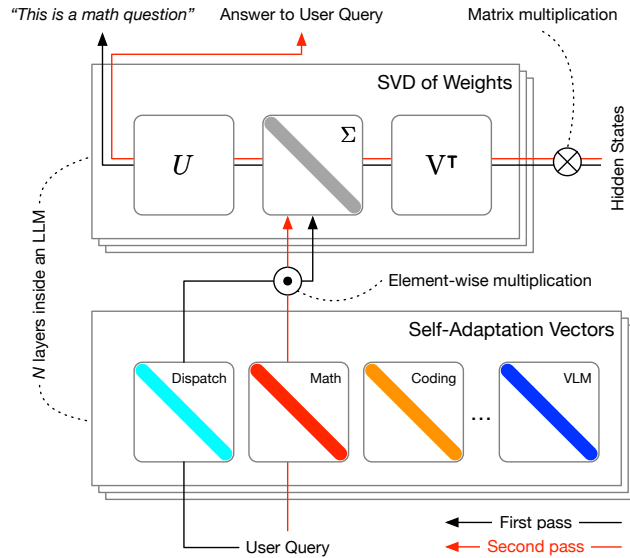 "This is a math question"
Answer to User Query
Matrix multiplication
SVD of Weights
U
Σ
V⊤
Hidden States
N layers inside an LLM
Element-wise multiplication
Self-Adaptation Vectors
Dispatch
Math
Coding
...
VLM
User Query
First pass
Second pass